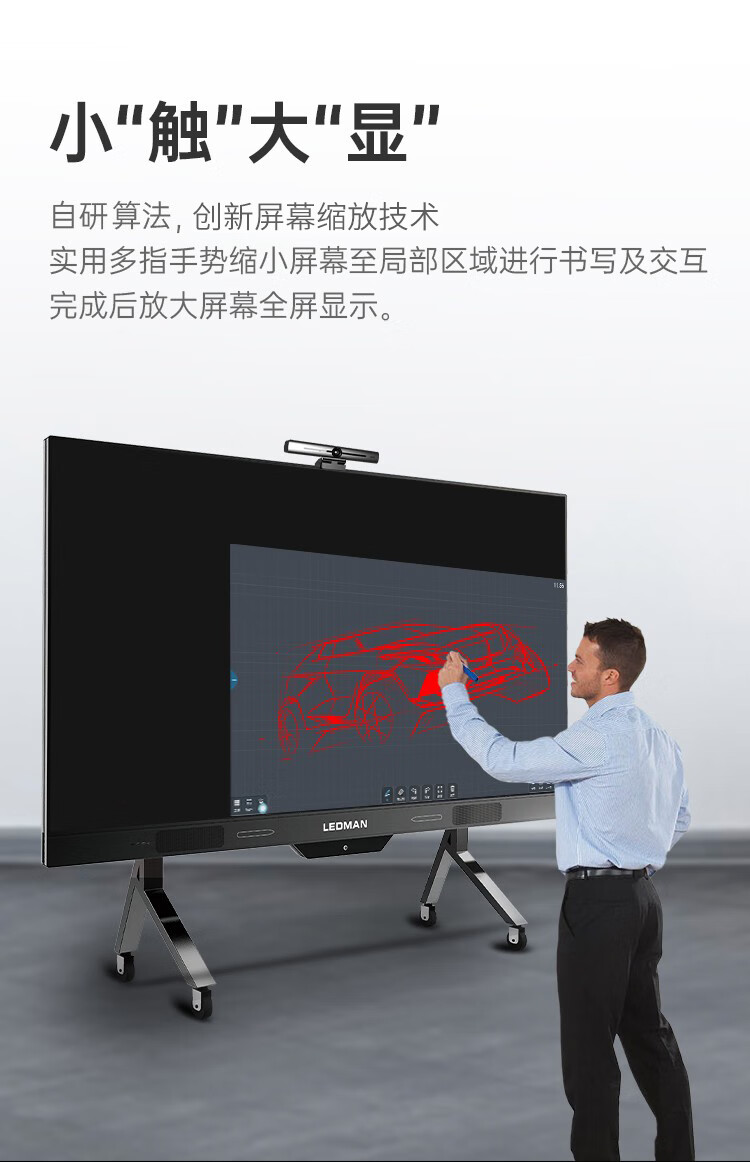 小“触”大“显”
自研算法, 创新屏幕缩放技术
实用多指手势缩小屏幕至局部区域进行书写及交互
完成后放大屏幕全屏显示。
11:56
LEDMAN